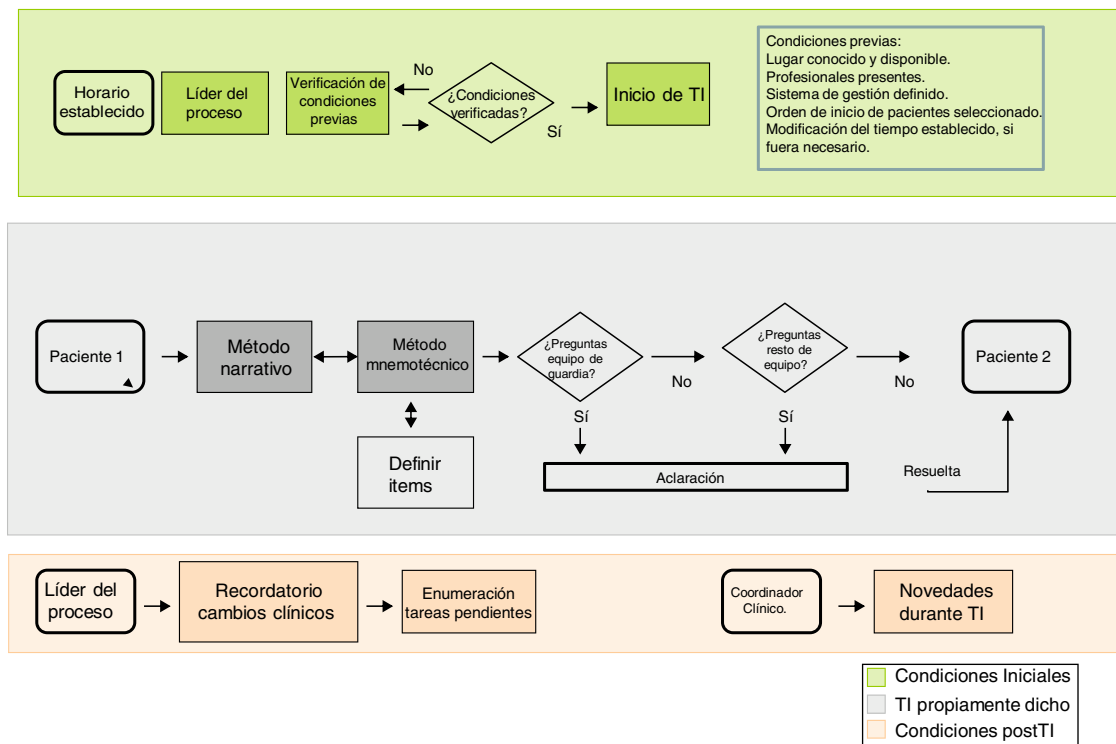 Horario
establecido
Líder del
proceso
Verificación de
condiciones
previas
No
¿Condiciones
verificadas?
Sí
Inicio de TI
Condiciones previas:
Lugar conocido y disponible.
Profesionales presentes.
Sistema de gestión definido.
Orden de inicio de pacientes seleccionado.
Modificación del tiempo establecido, si
fuera necesario.
Paciente 1
Método
narrativo
Método
mnemotécnico
Definir
items
¿Preguntas
equipo de
guardia?
No
Sí
¿Preguntas
resto de
equipo?
No
Sí
Aclaración
Resuelta
Paciente 2
Líder del
proceso
Recordatorio
cambios clínicos
Enumeración
tareas pendientes
Coordinador
Clínico.
Novedades
durante TI
Condiciones Iniciales
TI propiamente dicho
Condiciones postTI